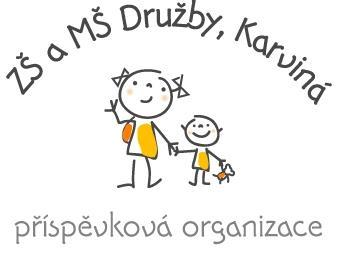 ZŠ a MŠ Družby, Karviná
příspěvková organizace